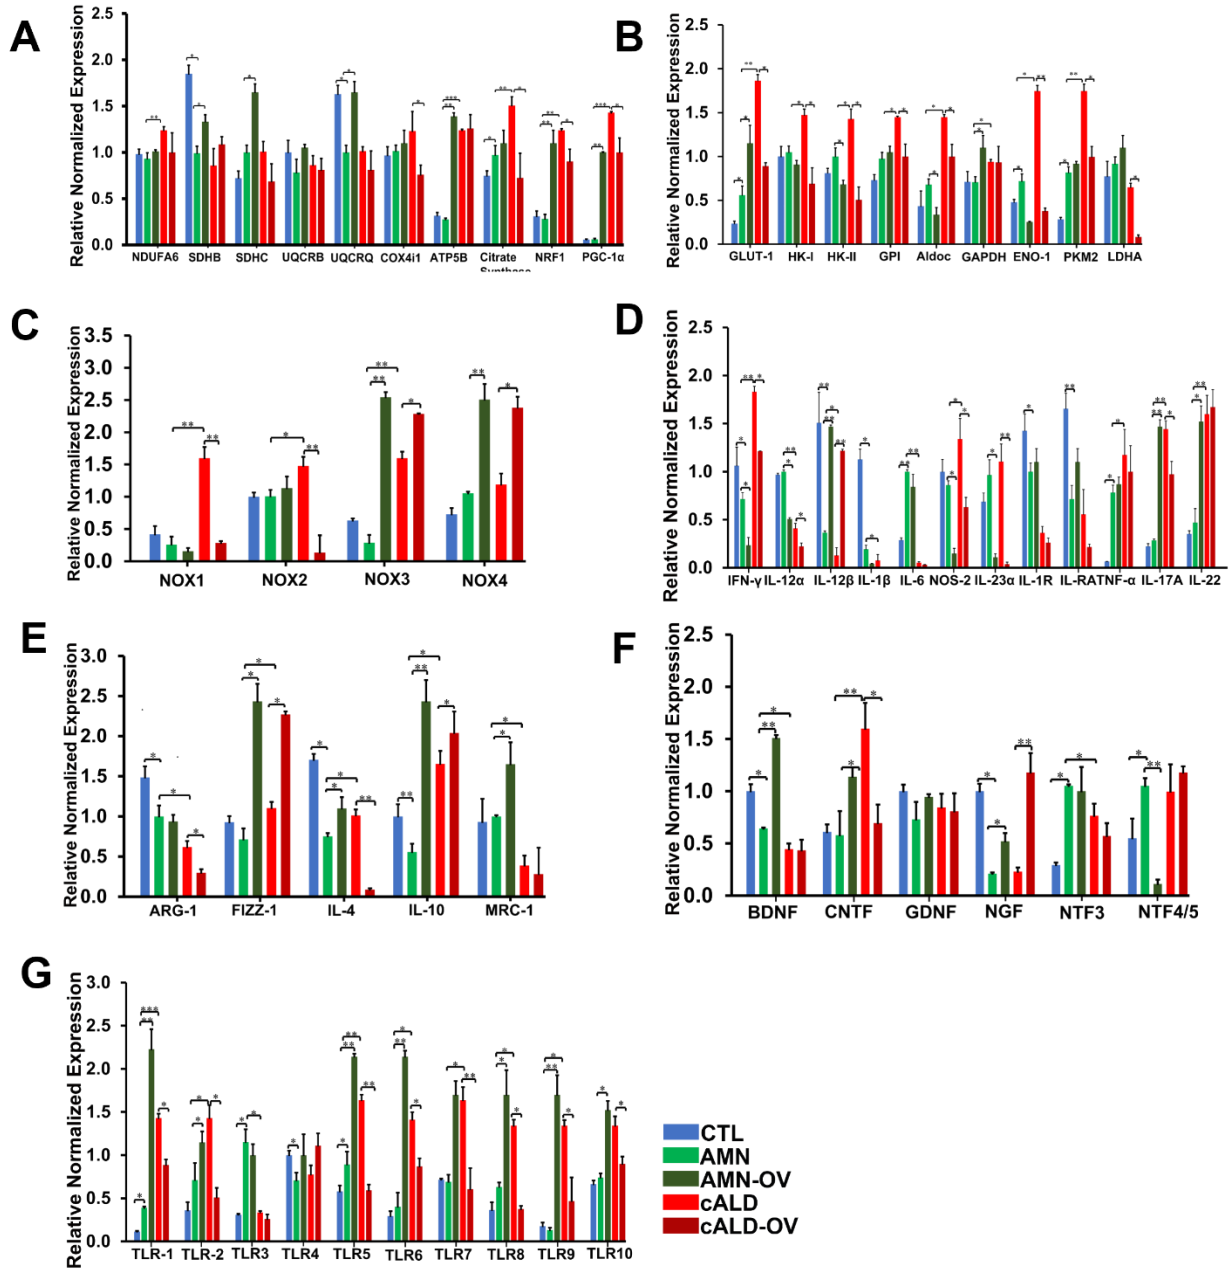 A
Relative Normalized Expression
2.5
2.0
1.5
1.0
0.5
0.0
NDUFA6 SDHB SDHC UQCRB UQCRQ COX4i1 ATP5B Citrate NRF1 PGC-1α
Synthase
B
Relative Normalized Expression
2.5
2.0
1.5
1.0
0.5
0.0
GLUT-1 HK-I HK-II GPI Aldoc GAPDH ENO-1 PKM2 LDHA
C
Relative Normalized Expression
3.5
3.0
2.5
2.0
1.5
1.0
0.5
0.0
NOX1 NOX2 NOX3 NOX4
D
Relative Normalized Expression
2.5
2.0
1.5
1.0
0.5
0.0
IFN-γ IL-12α IL-12β IL-1β IL-6 NOS-2 IL-23α IL-1R IL-RA TNF-α IL-17A IL-22
E
Relative Normalized Expression
3.0
2.5
2.0
1.5
1.0
0.5
0.0
ARG-1 FIZZ-1 IL-4 IL-10 MRC-1
F
Relative Normalized Expression
2.5
2.0
1.5
1.0
0.5
0.0
BDNF CNTF GDNF NGF NTF3 NTF4/5
G
Relative Normalized Expression
3.0
2.5
2.0
1.5
1.0
0.5
0.0
TLR-1 TLR-2 TLR3 TLR4 TLR5 TLR6 TLR7 TLR8 TLR9 TLR10
CTL
AMN
AMN-OV
cALD
cALD-OV